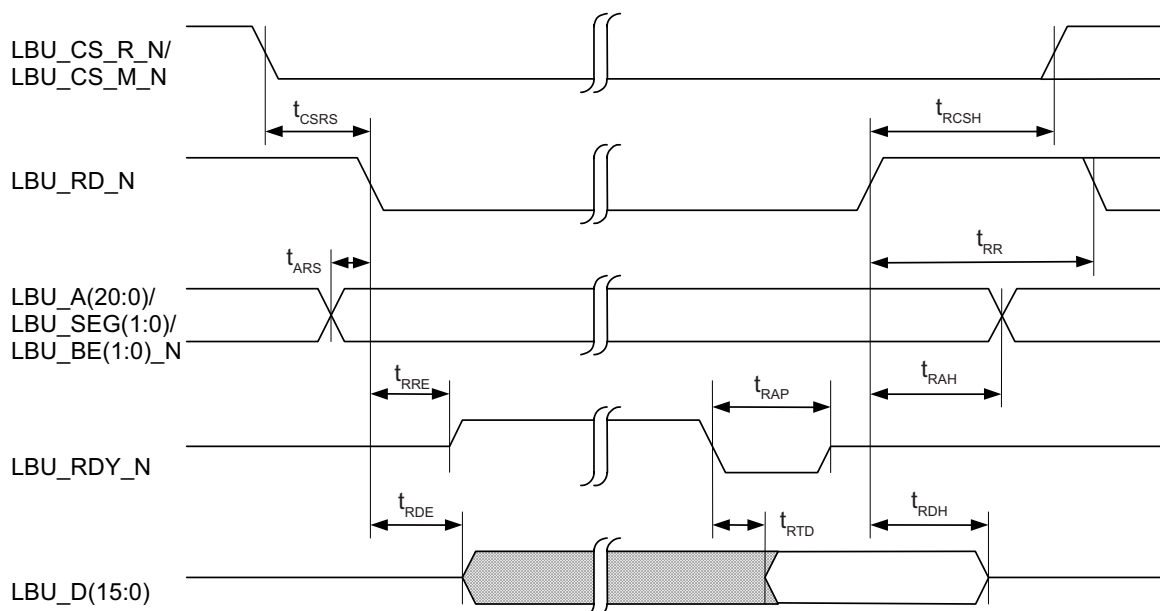 LBU_CS_R_N/
LBU_CS_M_N
tCSRS
tRCSH
LBU_RD_N
tARS
tRR
LBU_A(20:0)/
LBU_SEG(1:0)/
LBU_BE(1:0)_N
tRRE
tRAP
tRAH
LBU_RDY_N
tRDE
tRTD
tRDH
LBU_D(15:0)